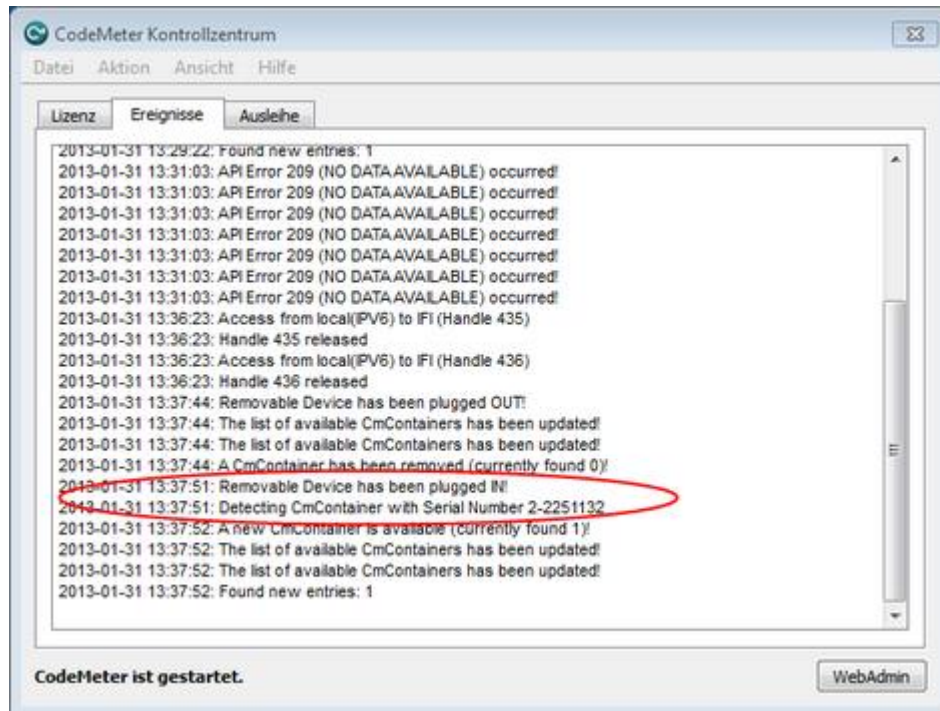 CodeMeter Kontrollzentrum
Datei Aktion Ansicht Hilfe
Lizenz Ereignisse Ausleihe
2013-01-31 13:29:22: Found new entries: 1
2013-01-31 13:31:03: API Error 209 (NO DATA AVAILABLE) occurred!
2013-01-31 13:31:03: API Error 209 (NO DATA AVAILABLE) occurred!
2013-01-31 13:31:03: API Error 209 (NO DATA AVAILABLE) occurred!
2013-01-31 13:31:03: API Error 209 (NO DATA AVAILABLE) occurred!
2013-01-31 13:31:03: API Error 209 (NO DATA AVAILABLE) occurred!
2013-01-31 13:31:03: API Error 209 (NO DATA AVAILABLE) occurred!
2013-01-31 13:31:03: API Error 209 (NO DATA AVAILABLE) occurred!
2013-01-31 13:36:23: Access from local(IPV6) to IFI (Handle 435)
2013-01-31 13:36:23: Handle 435 released
2013-01-31 13:36:23: Access from local(IPV6) to IFI (Handle 436)
2013-01-31 13:36:23: Handle 436 released
2013-01-31 13:37:44: Removable Device has been plugged OUT!
2013-01-31 13:37:44: The list of available CmContainers has been updated!
2013-01-31 13:37:44: The list of available CmContainers has been updated!
2013-01-31 13:37:44: A CmContainer has been removed (currently found 0)!
2013-01-31 13:37:51: Removable Device has been plugged IN!
2013-01-31 13:37:51: Detecting CmContainer with Serial Number 2-2251132
2013-01-31 13:37:52: A new CmContainer is available (currently found 1)!
2013-01-31 13:37:52: The list of available CmContainers has been updated!
2013-01-31 13:37:52: The list of available CmContainers has been updated!
2013-01-31 13:37:52: Found new entries: 1
CodeMeter ist gestartet.
WebAdmin